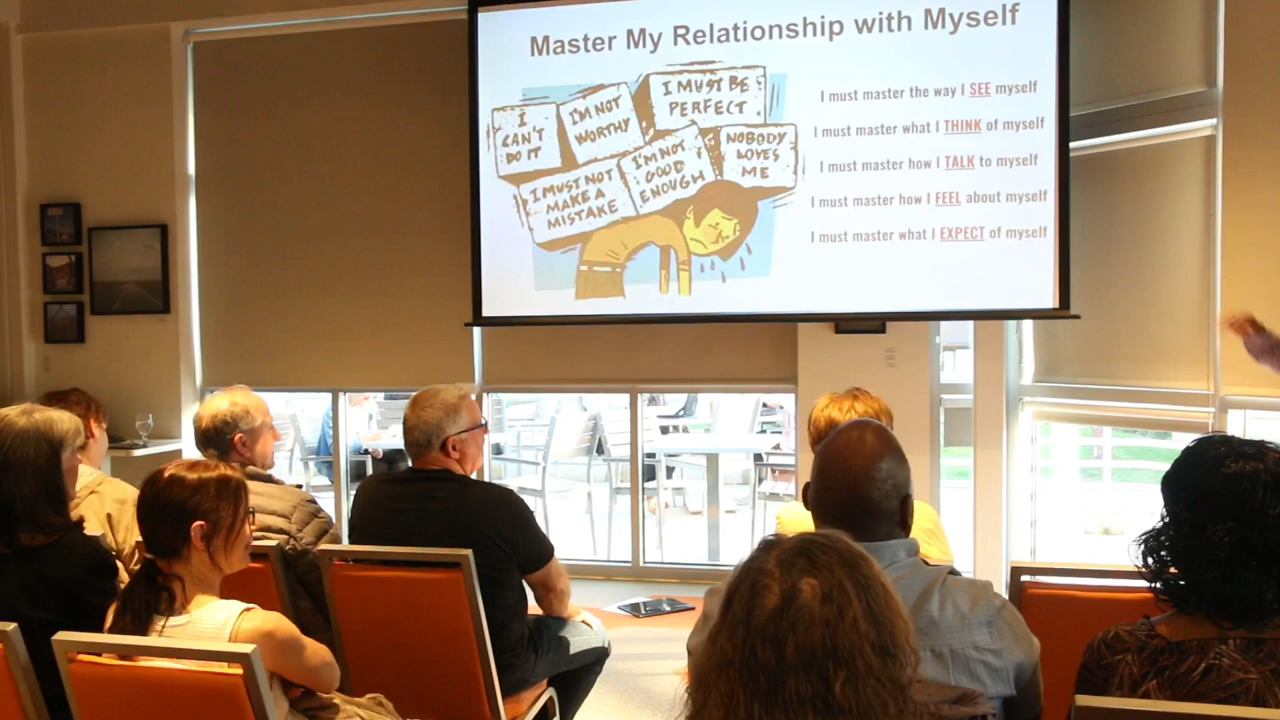 Master My Relationship with Myself
I
CAN'T
DO IT
I'M NOT
WORTHY
I MUST BE
PERFECT
I MUST NOT
MAKE A
MISTAKE
I'M NOT
GOOD
ENOUGH
NOBODY
LOVES
ME
I must master the way I SEE myself
I must master what I THINK of myself
I must master how I TALK to myself
I must master how I FEEL about myself
I must master what I EXPECT of myself